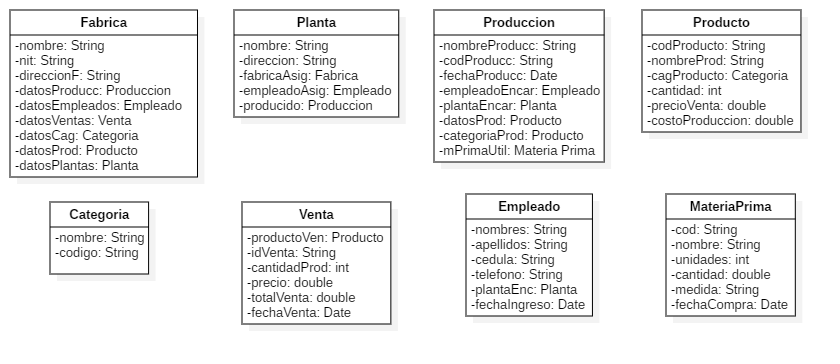 Fabrica
-nombre: String
-nit: String
-direccionF: String
-datosProducc: Produccion
-datosEmpleados: Empleado
-datosVentas: Venta
-datosCag: Categoria
-datosProd: Producto
-datosPlantas: Planta
Planta
-nombre: String
-direccion: String
-fabricaAsig: Fabrica
-empleadoAsig: Empleado
-producido: Produccion
Produccion
-nombreProducc: String
-codProducc: String
-fechaProducc: Date
-empleadoEncar: Empleado
-plantaEncar: Planta
-datosProd: Producto
-categoriaProd: Producto
-mPrimaUtil: Materia Prima
Producto
-codProducto: String
-nombreProd: String
-cagProducto: Categoria
-cantidad: int
-precioVenta: double
-costoProduccion: double
Categoria
-nombre: String
-codigo: String
Venta
-productoVen: Producto
-idVenta: String
-cantidadProd: int
-precio: double
-totalVenta: double
-fechaVenta: Date
Empleado
-nombres: String
-apellidos: String
-cedula: String
-telefono: String
-plantaEnc: Planta
-fechaIngreso: Date
MateriaPrima
-cod: String
-nombre: String
-unidades: int
-cantidad: double
-medida: String
-fechaCompra: Date